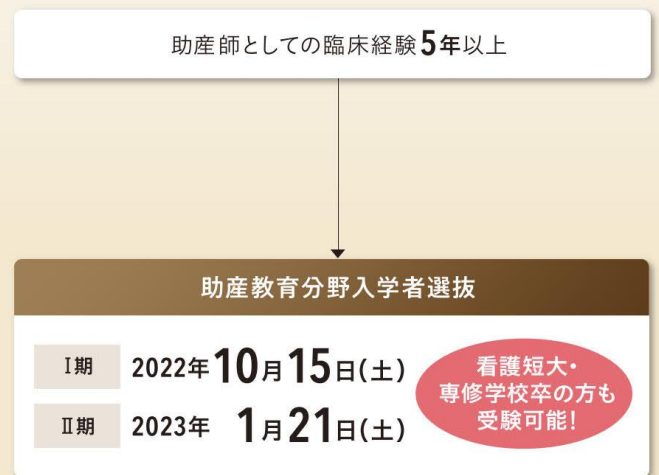 助産師としての臨床経験5年以上
助産教育分野入学者選抜
Ⅰ期 2022年10月15日(土)
Ⅱ期 2023年 1月21日(土)
看護短大・
専修学校卒の方も
受験可能!